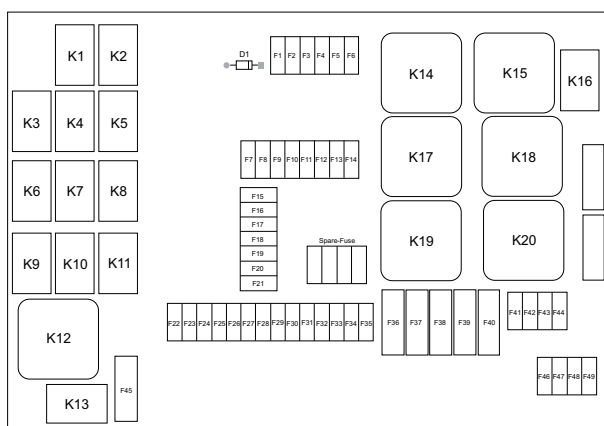 K1 K2
D1
F1 F2 F3 F4 F5 F6
K14 K15 K16
K3 K4 K5
F7 F8 F9 F10 F11 F12 F13 F14
K17 K18
K6 K7 K8
F15
F16
F17
F18
F19
F20
F21
Spare-Fuse
K19 K20
K9 K10 K11
F22 F23 F24 F25 F26 F27 F28 F29 F30 F31 F32 F33 F34 F35
F36 F37 F38 F39 F40
F41 F42 F43 F44
K12
F45
K13
F46 F47 F48 F49